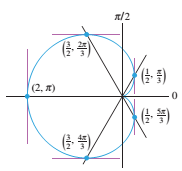 π/2
(3/2, 2π/3)
(1/2, π/3)
(2, π)
0
(1/2, 5π/3)
(3/2, 4π/3)